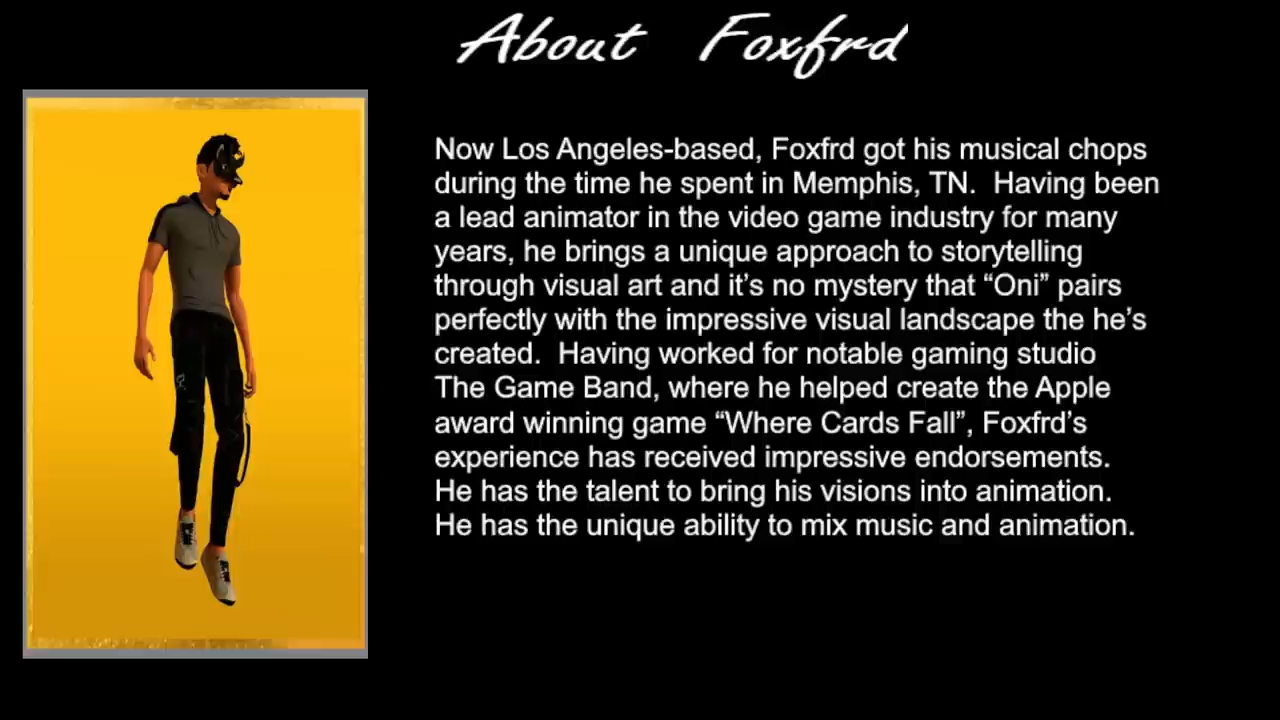 About Foxfrd
Now Los Angeles-based, Foxfrd got his musical chops
during the time he spent in Memphis, TN.  Having been
a lead animator in the video game industry for many
years, he brings a unique approach to storytelling
through visual art and it’s no mystery that “Oni” pairs
perfectly with the impressive visual landscape the he’s
created.  Having worked for notable gaming studio
The Game Band, where he helped create the Apple
award winning game “Where Cards Fall”, Foxfrd’s
experience has received impressive endorsements.
He has the talent to bring his visions into animation.
He has the unique ability to mix music and animation.